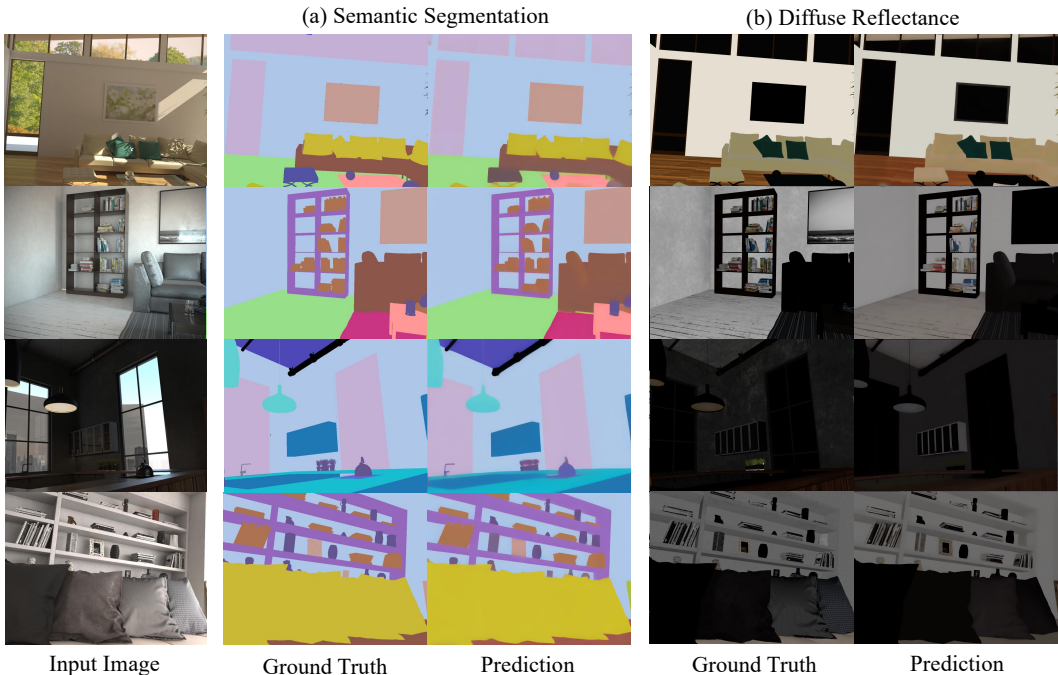 (a) Semantic Segmentation
(b) Diffuse Reflectance
Input Image
Ground Truth
Prediction
Ground Truth
Prediction